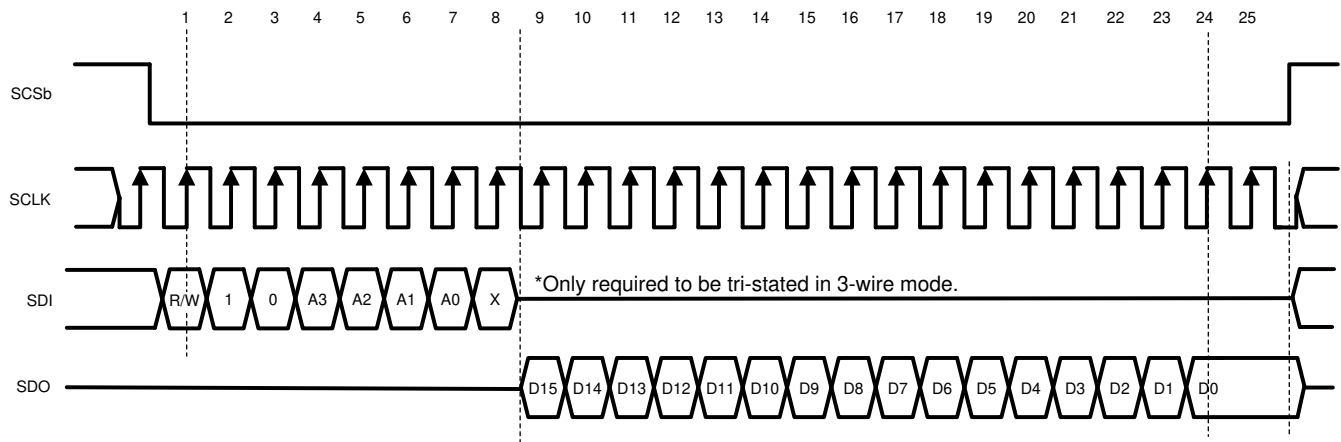 1 2 3 4 5 6 7 8 9 10 11 12 13 14 15 16 17 18 19 20 21 22 23 24 25
SCSb
SCLK
SDI R/W 1 0 A3 A2 A1 A0 X *Only required to be tri-stated in 3-wire mode.
SDO D15 D14 D13 D12 D11 D10 D9 D8 D7 D6 D5 D4 D3 D2 D1 D0